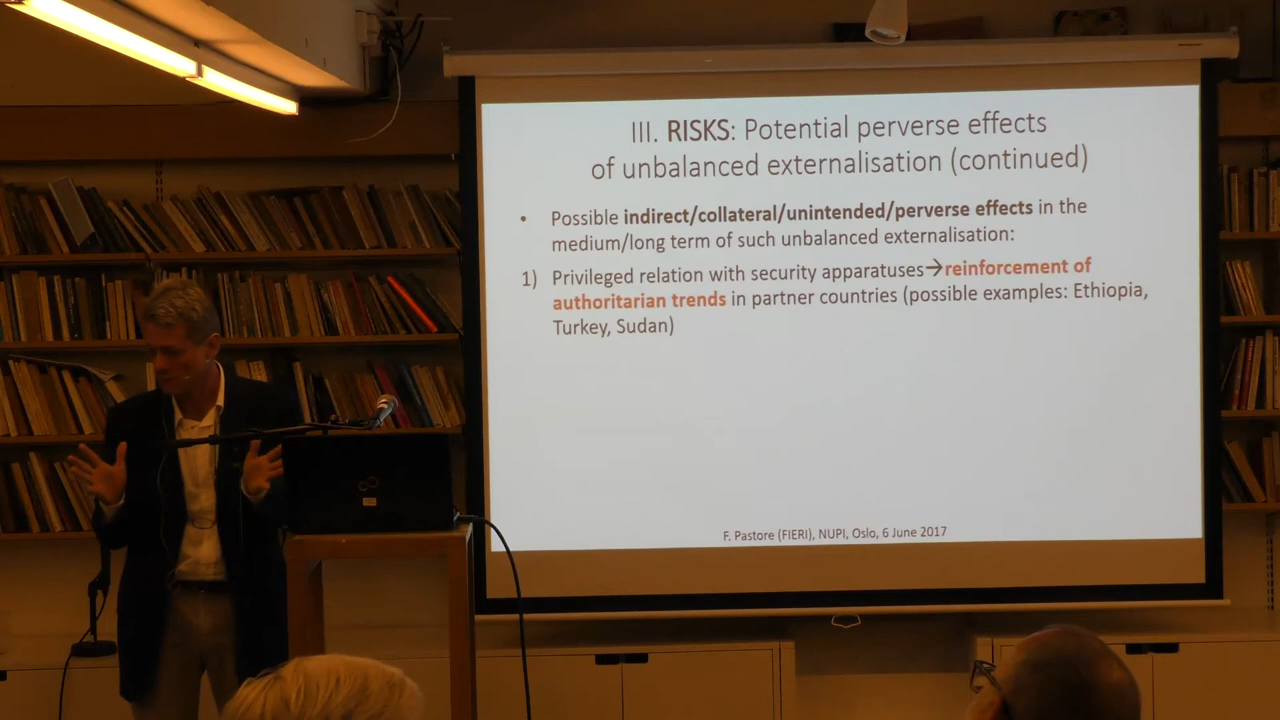 III. RISKS: Potential perverse effects
of unbalanced externalisation (continued)
• Possible indirect/collateral/unintended/perverse effects in the
medium/long term of such unbalanced externalisation:
1) Privileged relation with security apparatuses→reinforcement of
authoritarian trends in partner countries (possible examples: Ethiopia,
Turkey, Sudan)
F. Pastore (FIERI), NUPI, Oslo, 6 June 2017